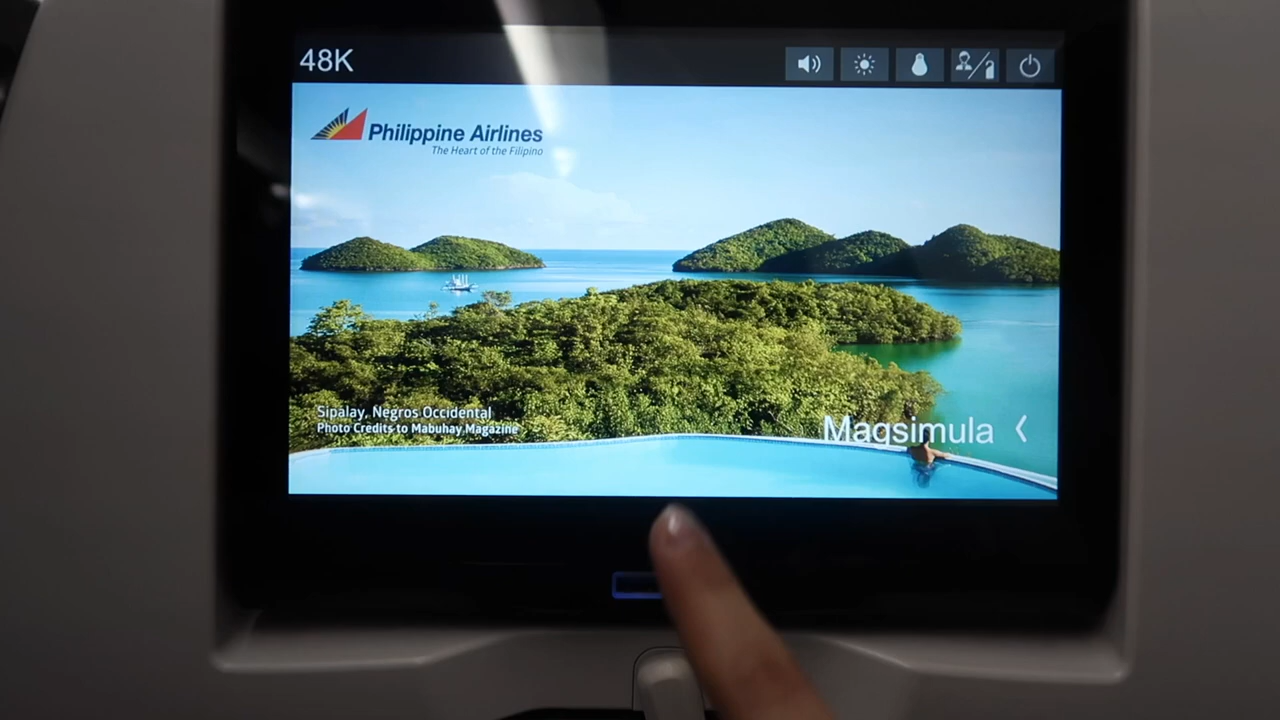 48K
Philippine Airlines
The Heart of the Filipino
Sipalay, Negros Occidental
Photo Credits to Mabuhay Magazine
Magsimula